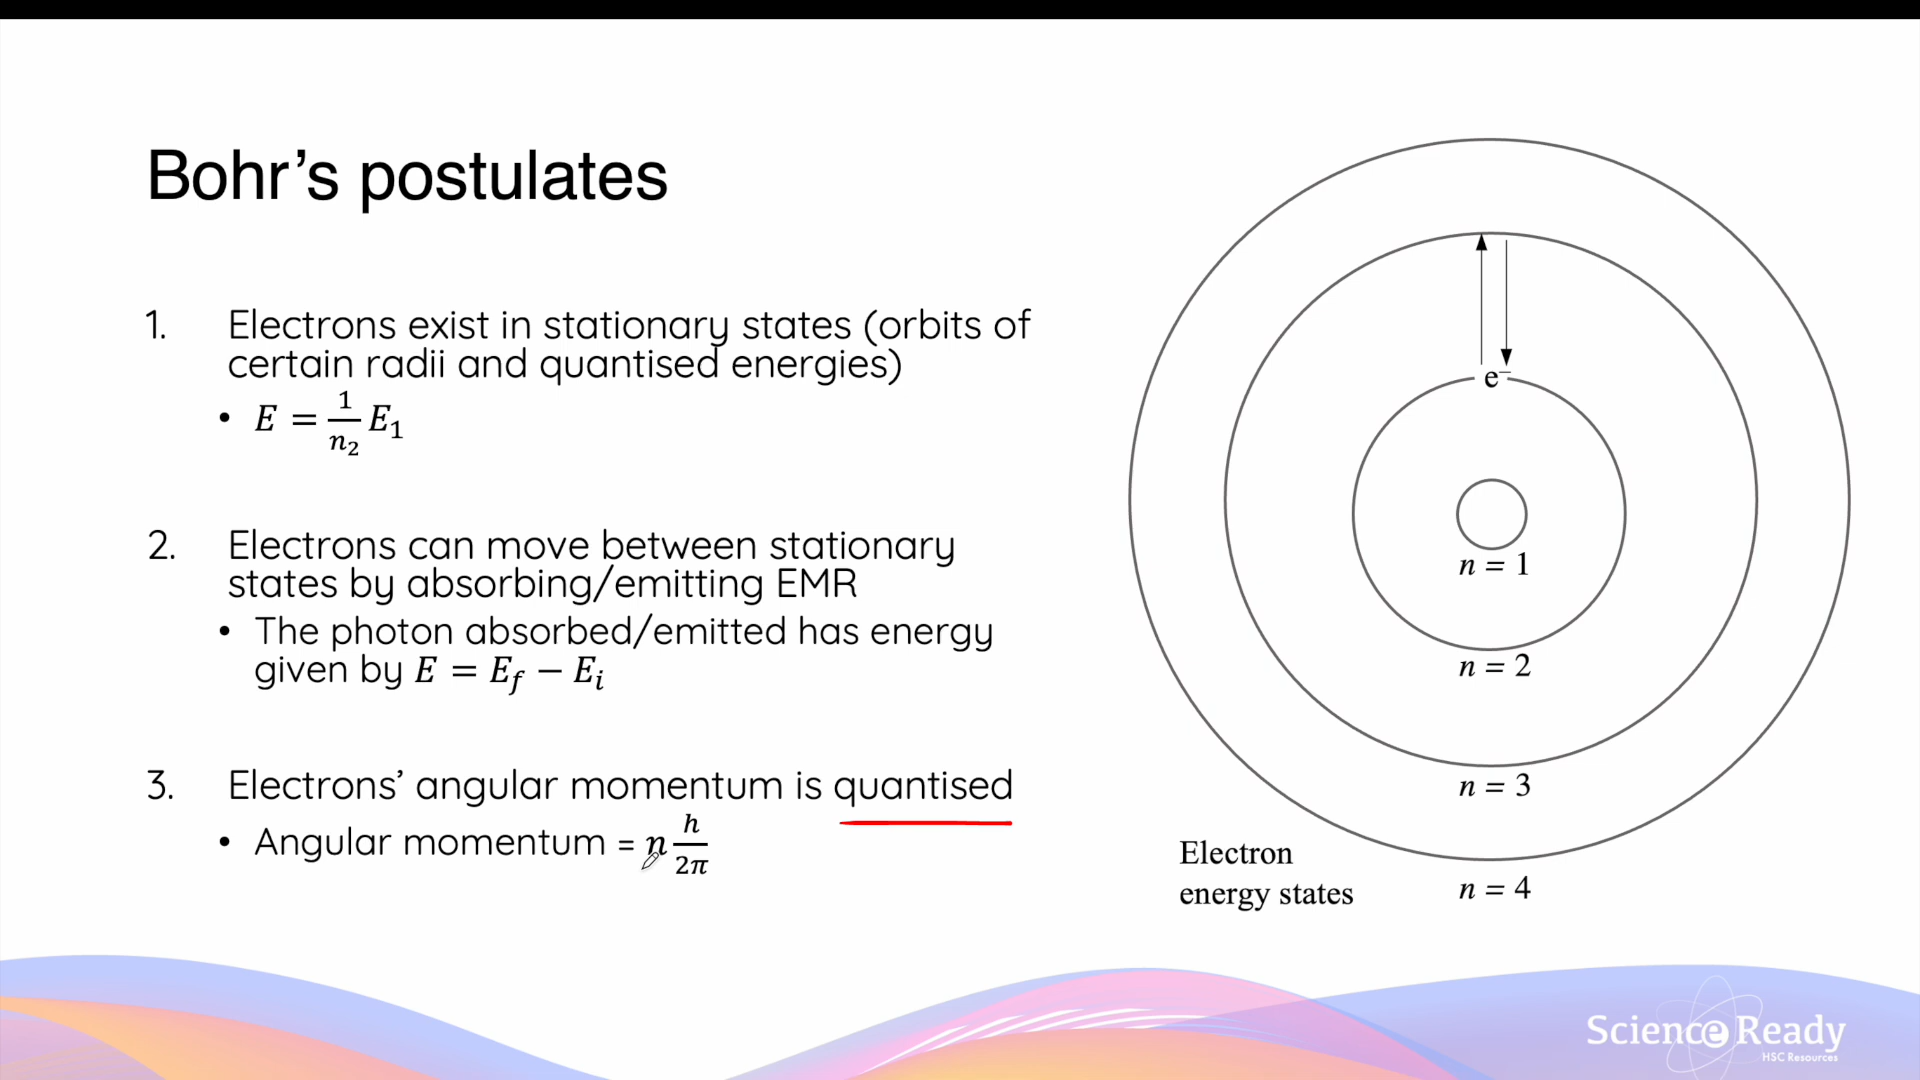 Bohr’s postulates
1. Electrons exist in stationary states (orbits of
certain radii and quantised energies)
• E = 1/n₂ E₁
2. Electrons can move between stationary
states by absorbing/emitting EMR
• The photon absorbed/emitted has energy
given by E = E_f − E_i
3. Electrons’ angular momentum is quantised
• Angular momentum = n h/2π
e⁻
n = 1
n = 2
n = 3
n = 4
Electron
energy states
Science Ready
HSC Resources